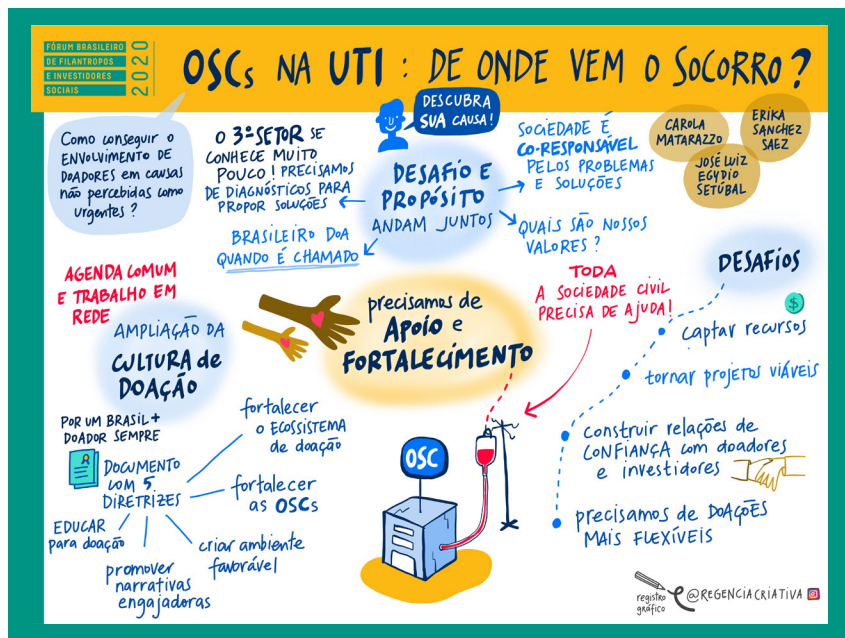 FÓRUM BRASILEIRO
DE FILANTROPOS
E INVESTIDORES
SOCIAIS
2020
OSCs NA UTI : DE ONDE VEM O SOCORRO ?
Como conseguir o
ENVOLVIMENTO DE
DOADORES em causas
não percebidas como
urgentes ?
O 3º SETOR SE
CONHECE MUITO
POUCO ! PRECISAMOS
DE DIAGNÓSTICOS PARA
PROPOR SOLUÇÕES
BRASILEIRO DOA
QUANDO É CHAMADO
DESCUBRA
SUA CAUSA !
DESAFIO E
PROPÓSITO
ANDAM JUNTOS
SOCIEDADE É
CO-RESPONSÁVEL
PELOS PROBLEMAS
E SOLUÇÕES
QUAIS SÃO NOSSOS
VALORES ?
CAROLA
MATARAZZO
ERIKA
SANCHEZ
SAEZ
JOSÉ LUIZ
EGYDIO
SETÚBAL
AGENDA COMUM
E TRABALHO EM
REDE
AMPLIAÇÃO DA
CULTURA de
DOAÇÃO
POR UM BRASIL +
DOADOR SEMPRE
DOCUMENTO
COM 5
DIRETRIZES
fortalecer
o ECOSSISTEMA
de doação
fortalecer
as OSCs
criar ambiente
favorável
promover
narrativas
engajadoras
EDUCAR
para doação
precisamos de
APOIO e
FORTALECIMENTO
TODA
A SOCIEDADE CIVIL
PRECISA DE AJUDA !
OSC
DESAFIOS
$
captar recursos
tornar projetos viáveis
construir relações de
CONFIANÇA com doadores
e investidores
precisamos de DOAÇÕES
MAIS FLEXÍVEIS
registro
gráfico
@REGENCIACRIATIVA